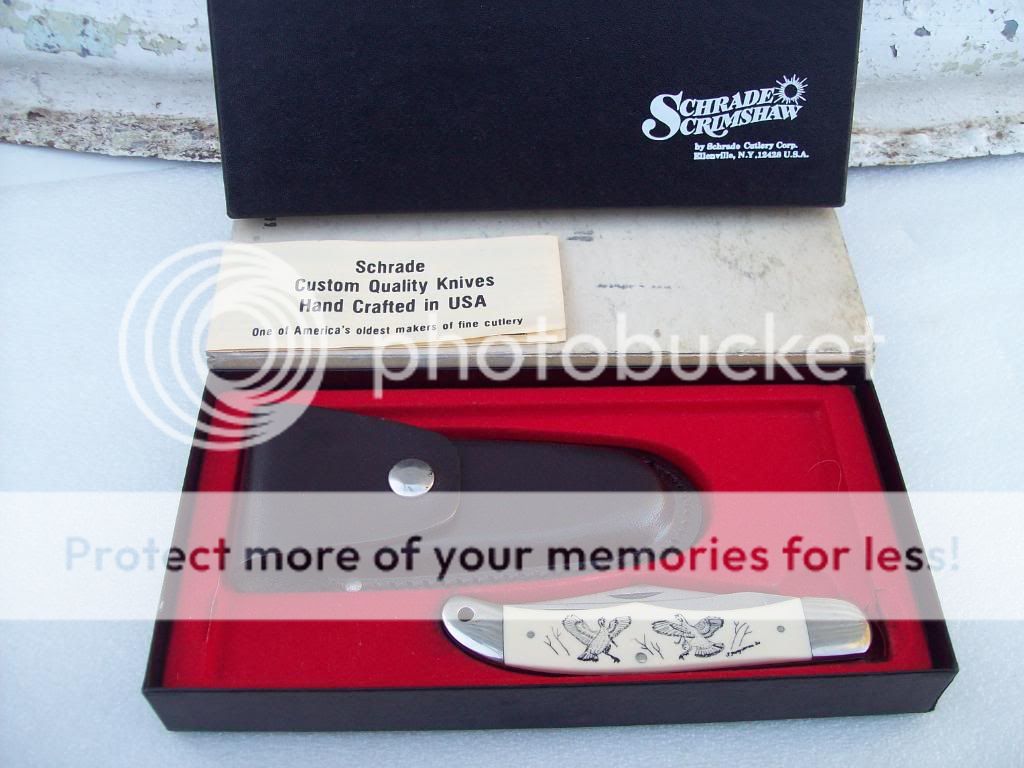 SCHRADE
SCRIMSHAW
by Schrade Cutlery Corp.
Ellenville, N.Y.,12428 U.S.A.
Schrade
Custom Quality Knives
Hand Crafted in USA
One of America's oldest makers of fine cutlery
photobucket
Protect more of your memories for less!